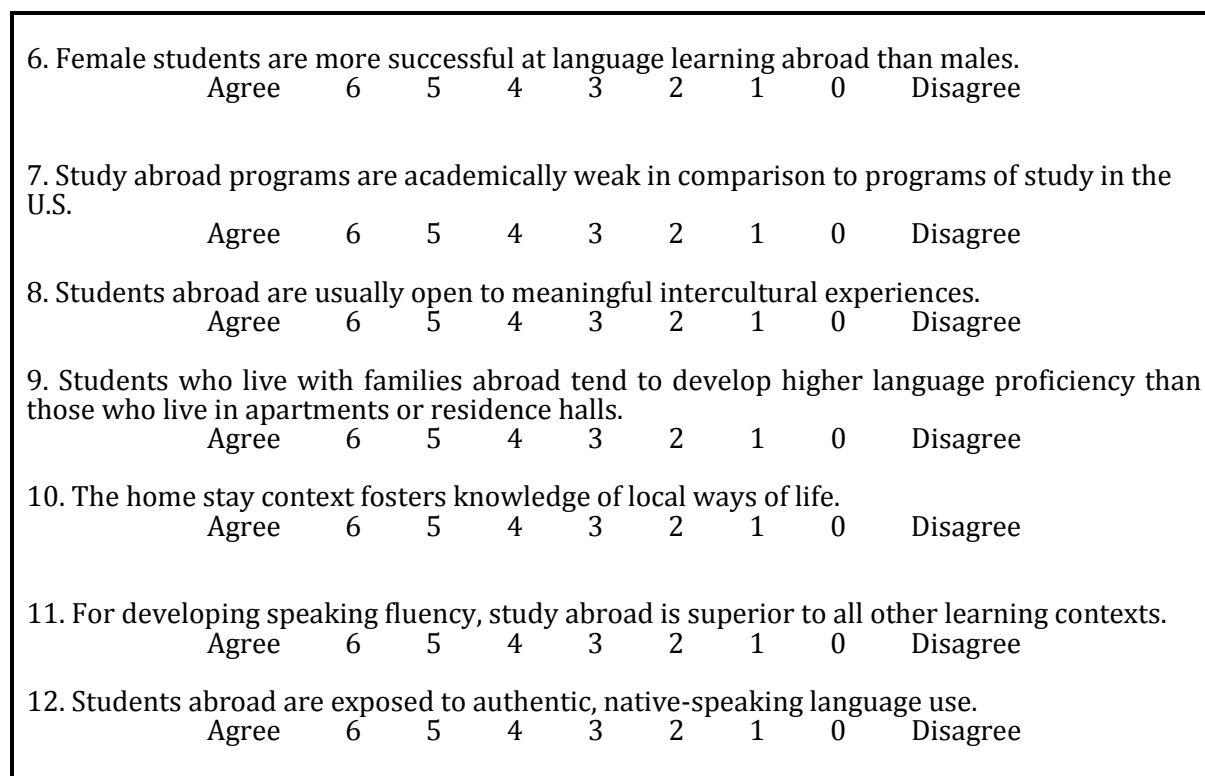 6. Female students are more successful at language learning abroad than males.
Agree 6 5 4 3 2 1 0 Disagree
7. Study abroad programs are academically weak in comparison to programs of study in the
U.S.
Agree 6 5 4 3 2 1 0 Disagree
8. Students abroad are usually open to meaningful intercultural experiences.
Agree 6 5 4 3 2 1 0 Disagree
9. Students who live with families abroad tend to develop higher language proficiency than
those who live in apartments or residence halls.
Agree 6 5 4 3 2 1 0 Disagree
10. The home stay context fosters knowledge of local ways of life.
Agree 6 5 4 3 2 1 0 Disagree
11. For developing speaking fluency, study abroad is superior to all other learning contexts.
Agree 6 5 4 3 2 1 0 Disagree
12. Students abroad are exposed to authentic, native-speaking language use.
Agree 6 5 4 3 2 1 0 Disagree